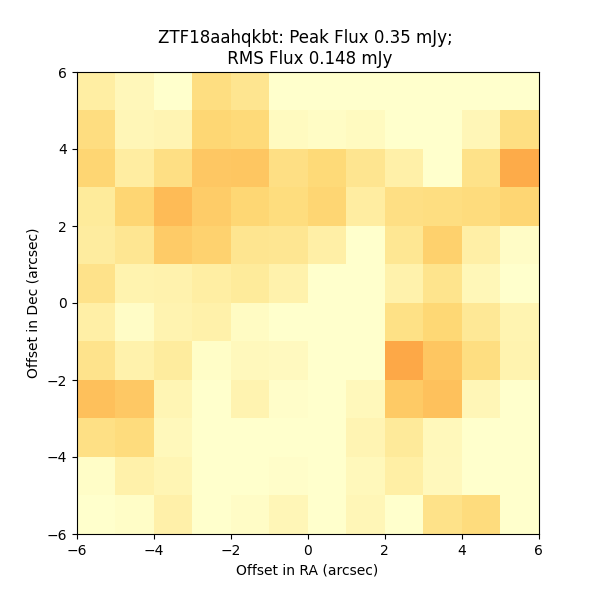 ZTF18aahqkbt: Peak Flux 0.35 mJy;
RMS Flux 0.148 mJy
6
4
2
0
−2
−4
−6
Offset in Dec (arcsec)
−6 −4 −2 0 2 4 6
Offset in RA (arcsec)